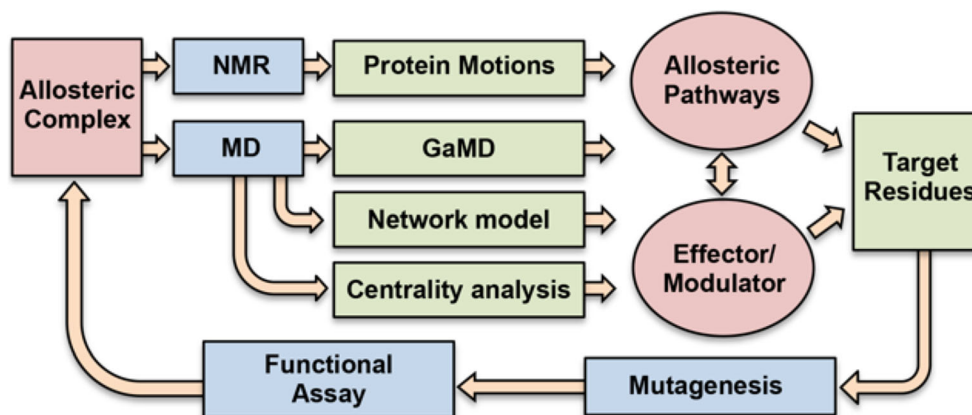 Allosteric
Complex
NMR
Protein Motions
MD
GaMD
Network model
Centrality analysis
Allosteric
Pathways
Effector/
Modulator
Target
Residues
Mutagenesis
Functional
Assay